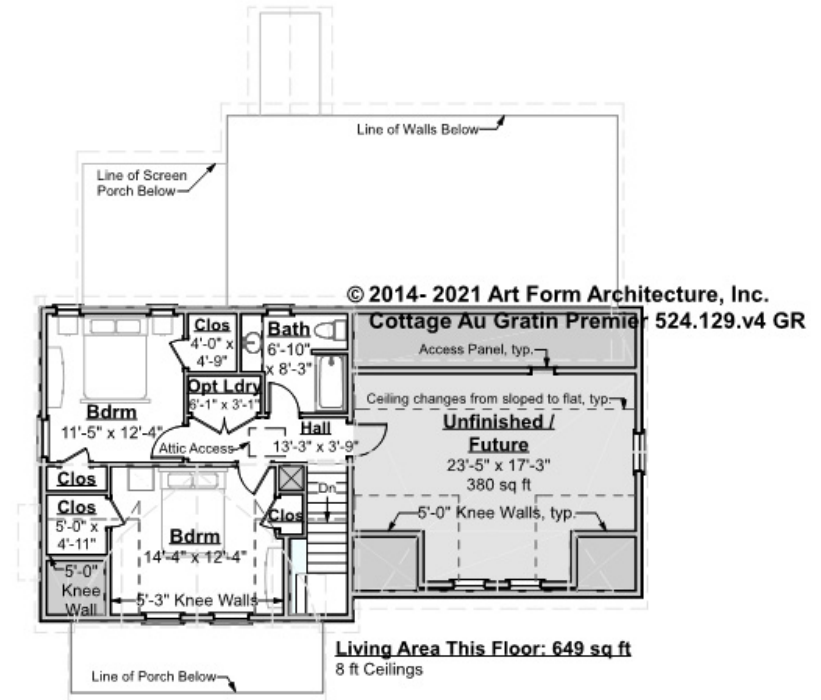 Line of Walls Below
Line of Screen
Porch Below
© 2014- 2021 Art Form Architecture, Inc.
Cottage Au Gratin Premier 524.129.v4 GR
Clos
4'-0" x
4'-9"
Bath
6'-10"
x 8'-3"
Access Panel, typ.
Opt Ldry
6'-1" x 3'-1"
Ceiling changes from sloped to flat, typ.
Bdrm
11'-5" x 12'-4"
Attic Access
Hall
13'-3" x 3'-9"
Unfinished /
Future
23'-5" x 17'-3"
380 sq ft
Clos
Clos
5'-0" x
4'-11"
Dn
Clos
5'-0" Knee Walls, typ.
Bdrm
14'-4" x 12'-4"
5'-0"
Knee
Wall
5'-3" Knee Walls
Living Area This Floor: 649 sq ft
8 ft Ceilings
Line of Porch Below